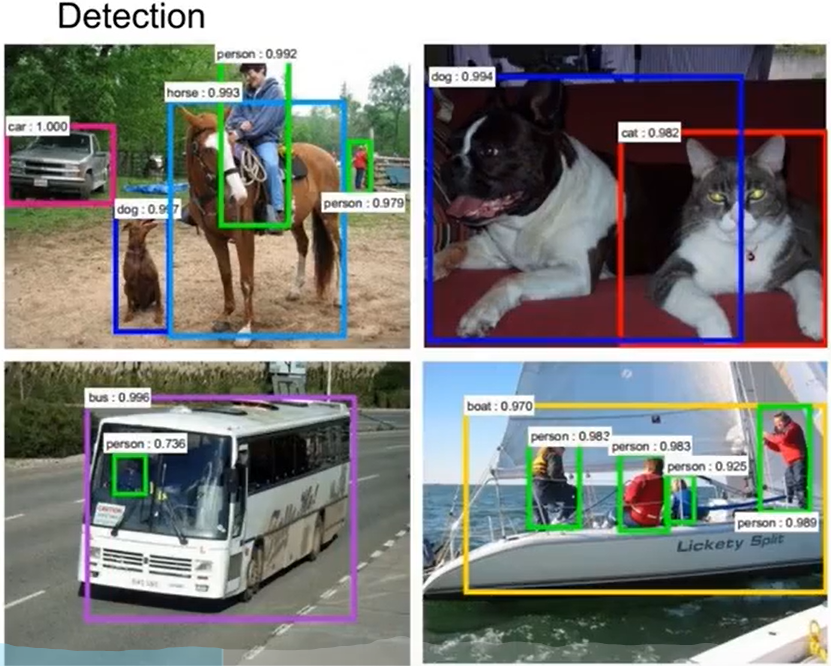 Detection
person : 0.992
horse : 0.993
car : 1.000
dog : 0.997
person : 0.979
dog : 0.994
cat : 0.982
bus : 0.996
person : 0.736
CAUTION
boat : 0.970
person : 0.983
person : 0.983
person : 0.925
person : 0.989
Lickety Split